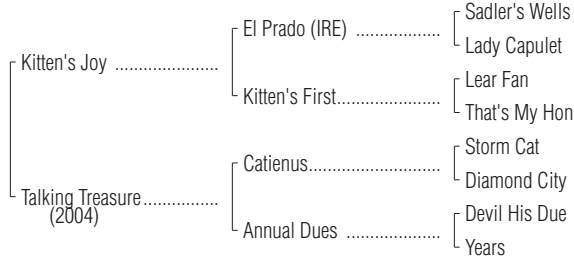 Sadler's Wells
El Prado (IRE) ..................
Lady Capulet
Kitten's Joy ......................
Lear Fan
Kitten's First......................
That's My Hon
Storm Cat
Catienus............................
Diamond City
Talking Treasure................
(2004)
Devil His Due
Annual Dues ....................
Years